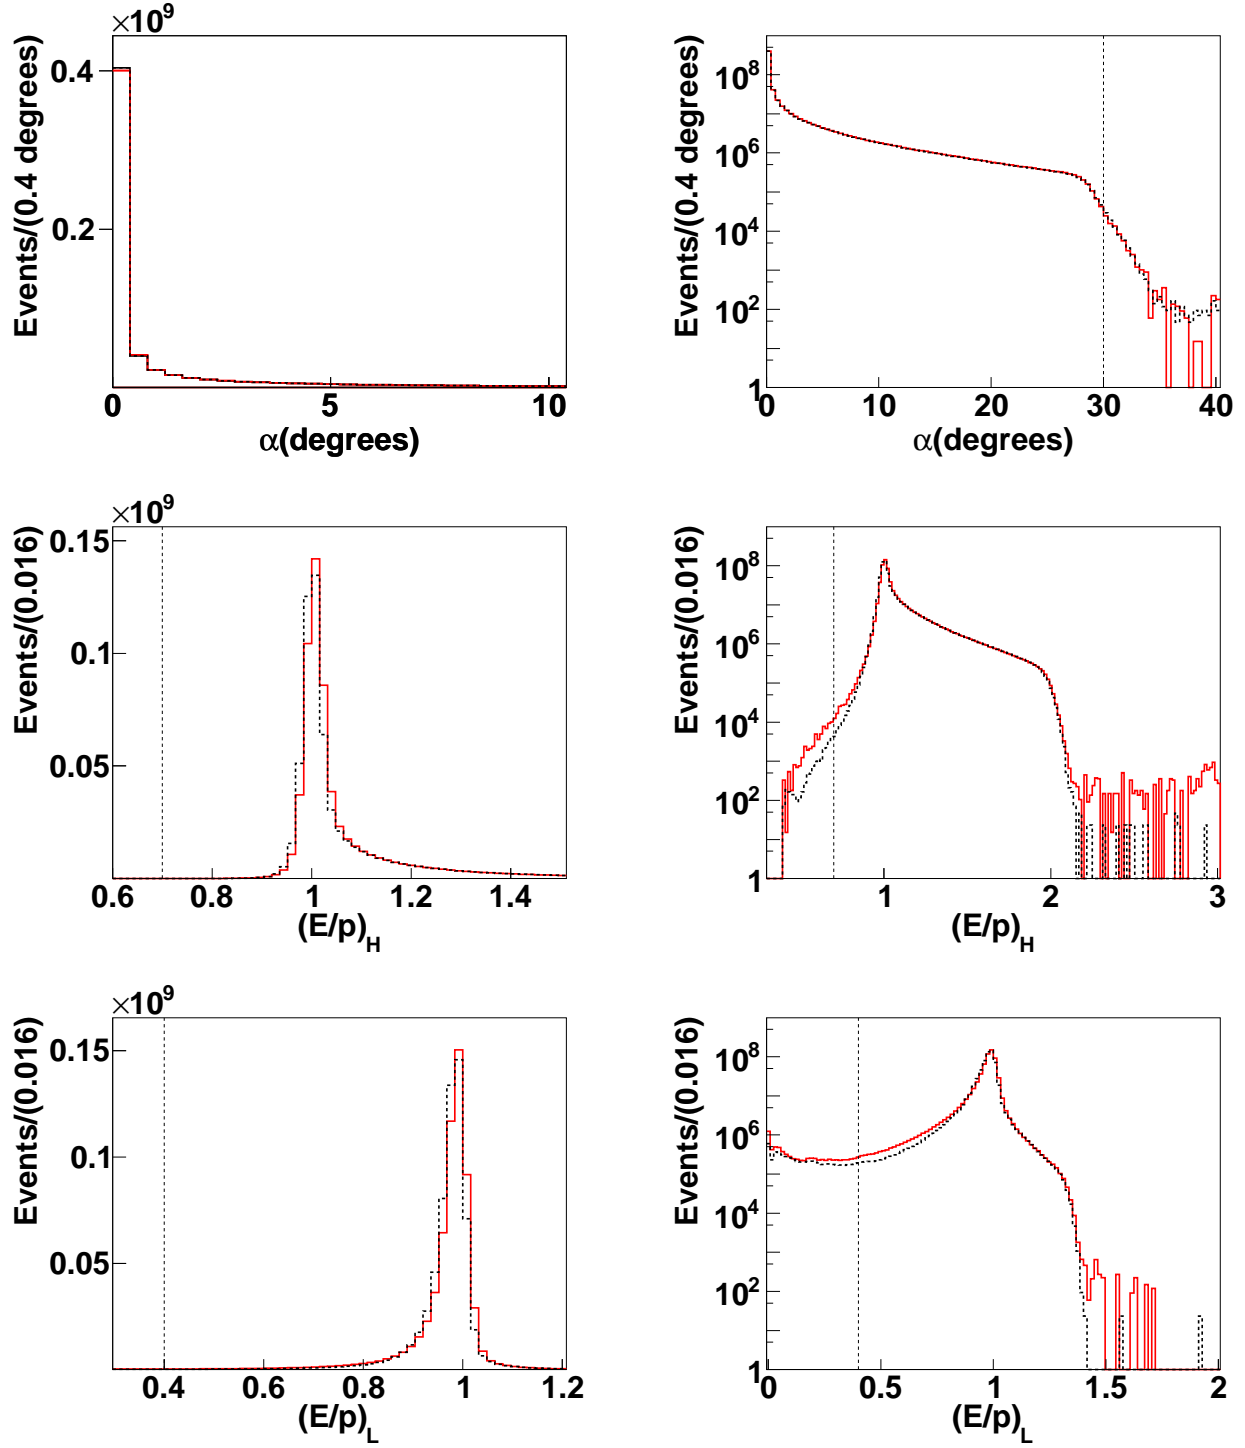 ×10⁹
Events/(0.4 degrees)
0.4
0.2
0 5 10
α(degrees)
Events/(0.4 degrees)
10⁸
10⁶
10⁴
10²
1
0 10 20 30 40
α(degrees)
×10⁹
Events/(0.016)
0.15
0.1
0.05
0.6 0.8 1 1.2 1.4
(E/p)H
Events/(0.016)
10⁸
10⁶
10⁴
10²
1
1 2 3
(E/p)H
×10⁹
Events/(0.016)
0.15
0.1
0.05
0.4 0.6 0.8 1 1.2
(E/p)L
Events/(0.016)
10⁸
10⁶
10⁴
10²
1
0 0.5 1 1.5 2
(E/p)L